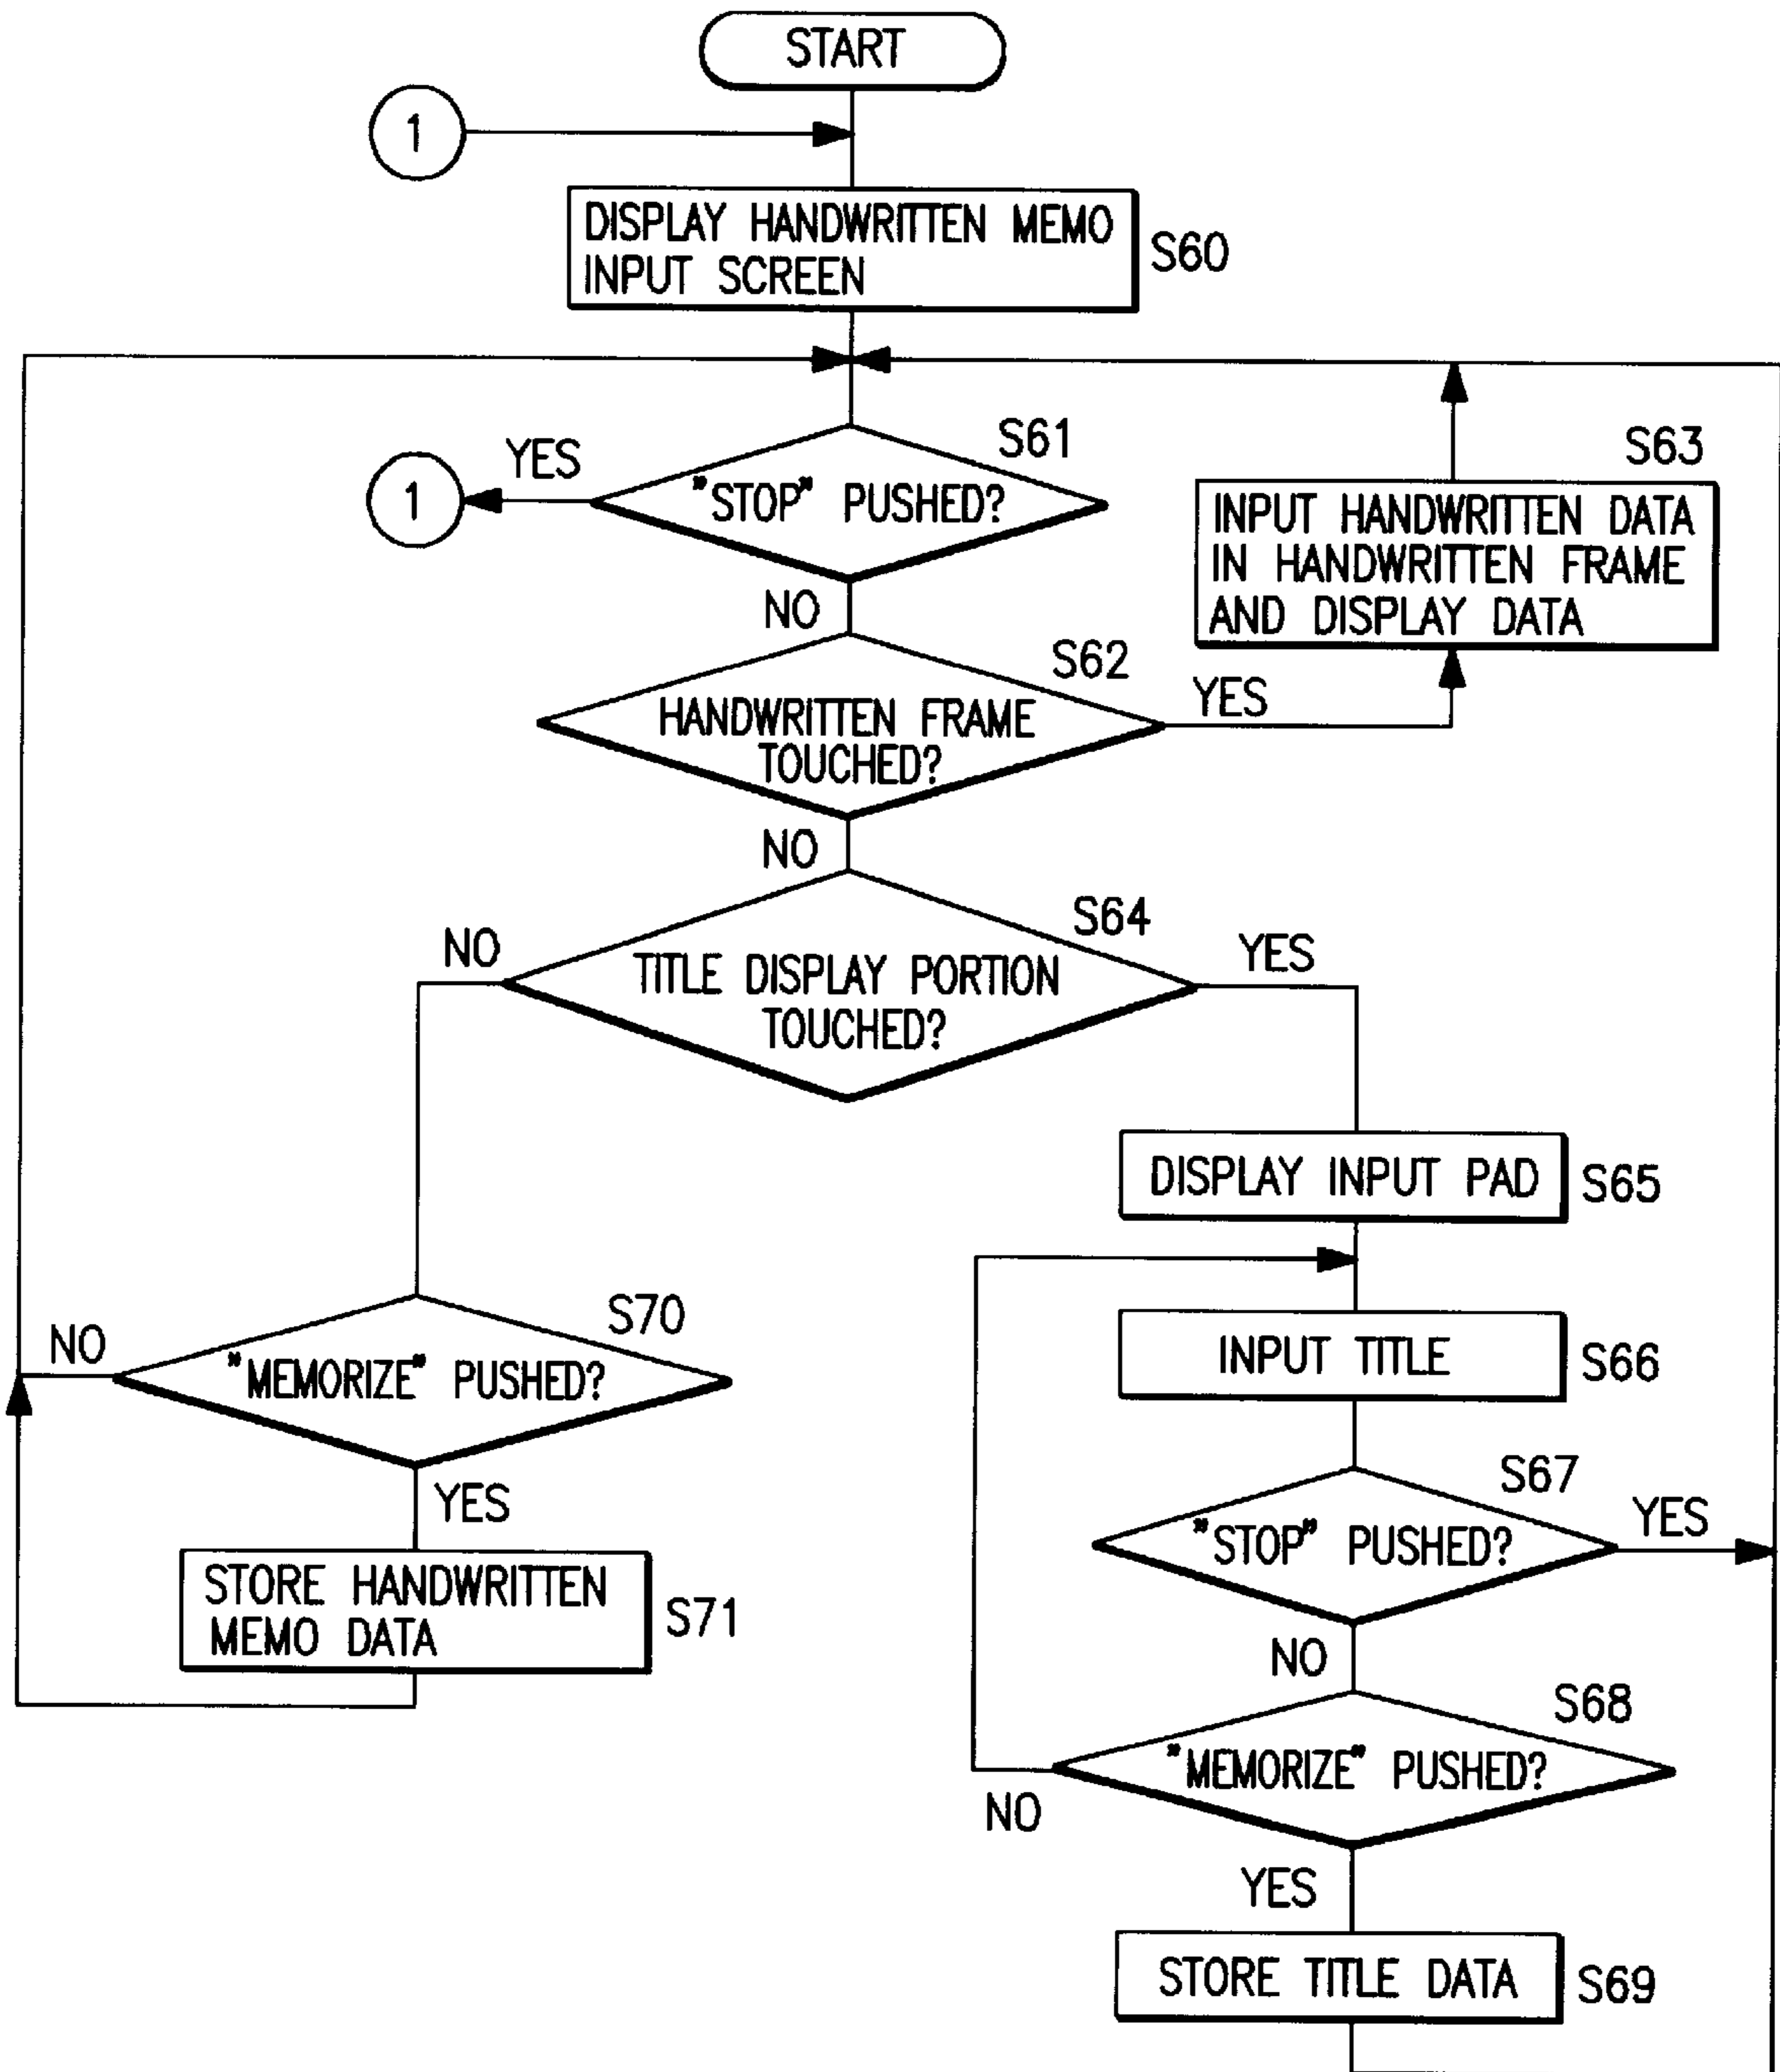 START
1
DISPLAY HANDWRITTEN MEMO
INPUT SCREEN
S60
S61
YES
1
"STOP" PUSHED?
NO
S63
INPUT HANDWRITTEN DATA
IN HANDWRITTEN FRAME
AND DISPLAY DATA
S62
YES
HANDWRITTEN FRAME
TOUCHED?
NO
S64
NO
YES
TITLE DISPLAY PORTION
TOUCHED?
DISPLAY INPUT PAD
S65
S70
NO
"MEMORIZE" PUSHED?
YES
STORE HANDWRITTEN
MEMO DATA
S71
INPUT TITLE
S66
S67
YES
"STOP" PUSHED?
NO
S68
"MEMORIZE" PUSHED?
NO
YES
STORE TITLE DATA
S69